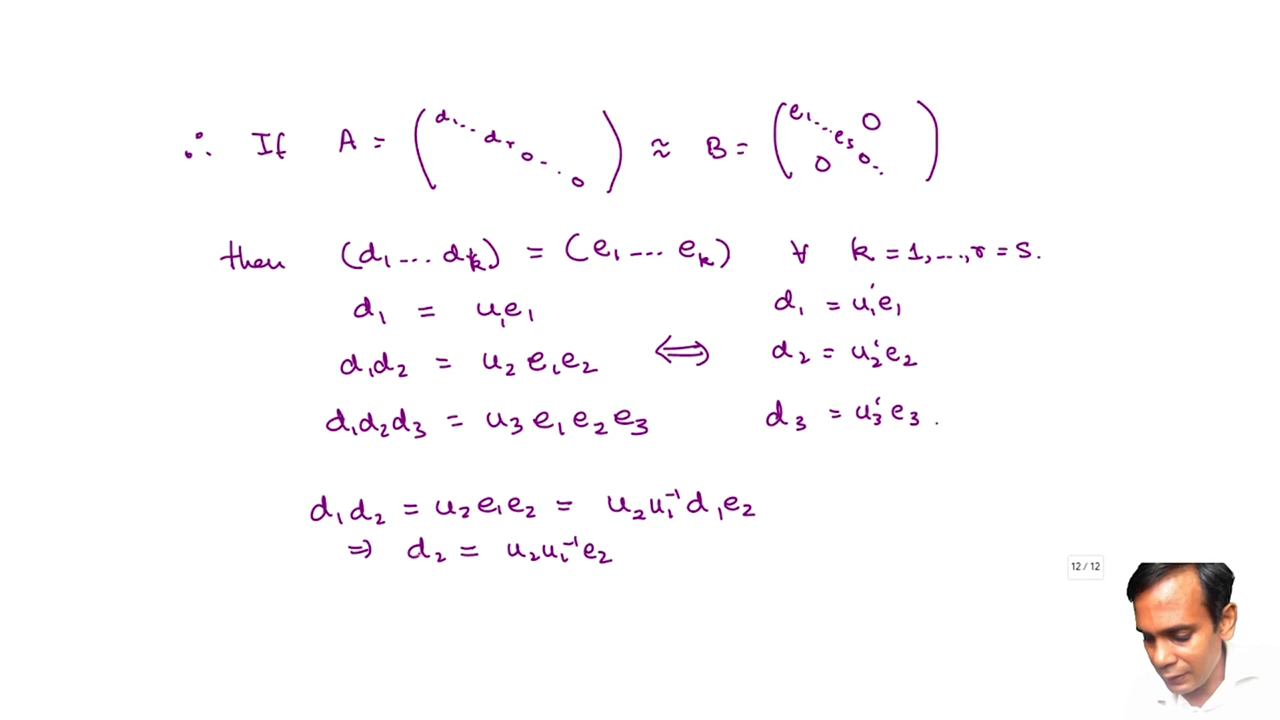 ∴ If A = ( d₁... dᵣ 0 ... 0 ) ≈ B = ( e₁... eₛ 0 0 0 .. )
then (d₁ ... dₖ) = (e₁ ... eₖ) ∀ k = 1, ..., r = s.
d₁ = u₁e₁ d₁ = u₁'e₁
d₁d₂ = u₂ e₁e₂ ⟺ d₂ = u₂'e₂
d₁d₂d₃ = u₃ e₁e₂e₃ d₃ = u₃'e₃ .
d₁d₂ = u₂e₁e₂ = u₂u₁⁻¹d₁e₂
⇒ d₂ = u₂u₁⁻¹e₂
12 / 12